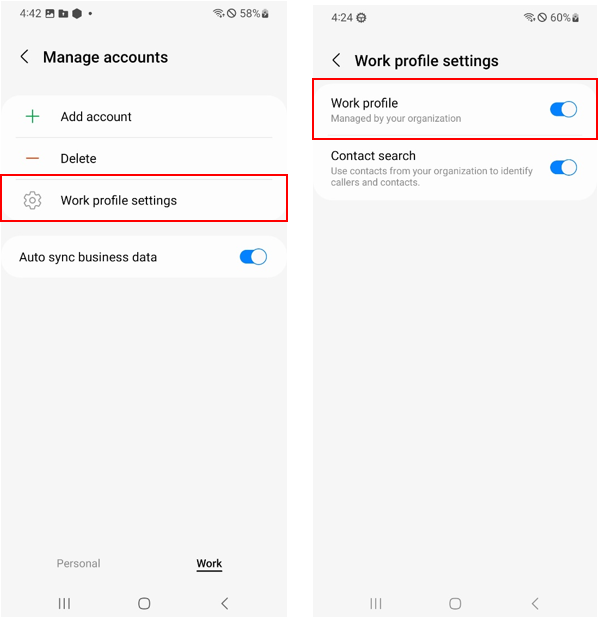 4:42
58%
Manage accounts
Add account
Delete
Work profile settings
Auto sync business data
Personal
Work
4:24
60%
Work profile settings
Work profile
Managed by your organization
Contact search
Use contacts from your organization to identify
callers and contacts.